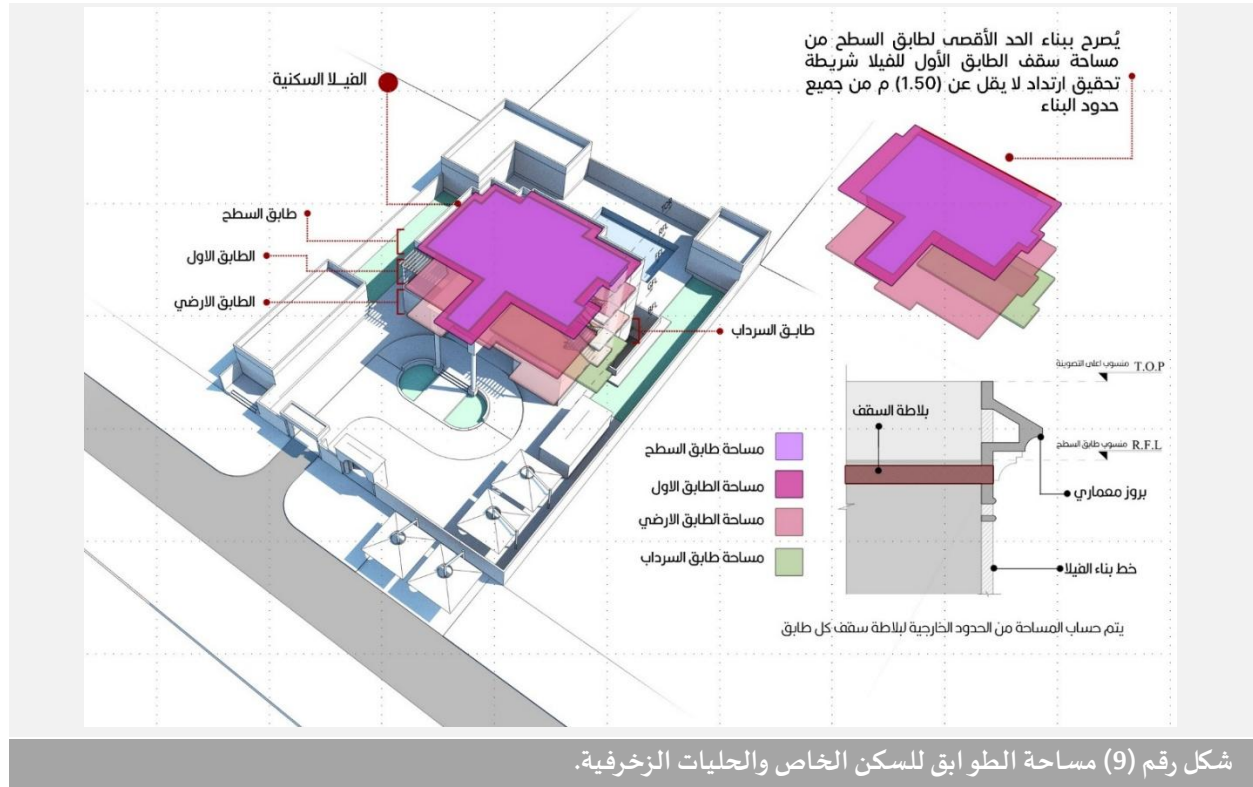 يُصرح ببناء الحد الأقصى لطابق السطح من
مساحة سقف الطابق الأول للفيلا شريطة
تحقيق ارتداد لا يقل عن (1.50) م من جميع
حدود البناء
الفيـلا السكنية
طابق السطح
الطابق الاول
الطابق الارضي
طابـق السرداب
منسوب اعلى التصوينة T.O.P
بلاطة السقف
منسوب طابق السطح R.F.L
بروز معماري
خط بناء الفيلا
مساحة طابق السطح
مساحة الطابق الاول
مساحة الطابق الارضي
مساحة طابق السرداب
يتم حساب المساحة من الحدود الخارجية لبلاطة سقف كل طابق
شكل رقم (9) مساحة الطوابق للسكن الخاص والحليات الزخرفية.